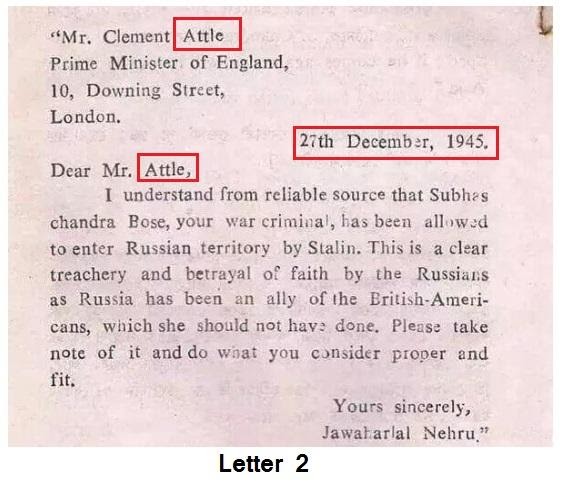 “Mr. Clement Attle
Prime Minister of England,
10, Downing Street,
London.
27th December, 1945.
Dear Mr. Attle,
I understand from reliable source that Subhas
chandra Bose, your war criminal, has been allowed
to enter Russian territory by Stalin. This is a clear
treachery and betrayal of faith by the Russians
as Russia has been an ally of the British-Ameri-
cans, which she should not have done. Please take
note of it and do what you consider proper and
fit.
Yours sincerely,
Jawaharlal Nehru.”
Letter 2